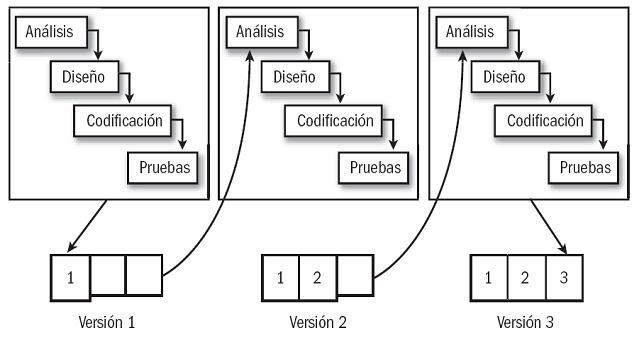 Análisis
Diseño
Codificación
Pruebas
Análisis
Diseño
Codificación
Pruebas
Análisis
Diseño
Codificación
Pruebas
1
Versión 1
1 2
Versión 2
1 2 3
Versión 3